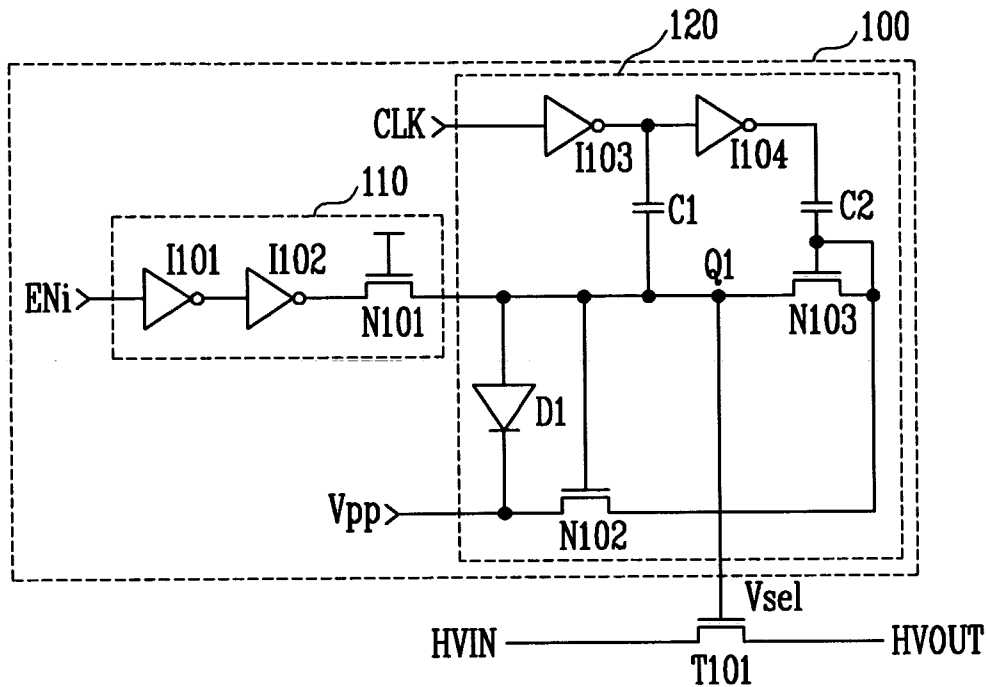 120
100
CLK
I103
I104
110
C1
C2
I101
I102
Q1
ENi
N101
N103
D1
Vpp
N102
Vsel
HVIN
HVOUT
T101